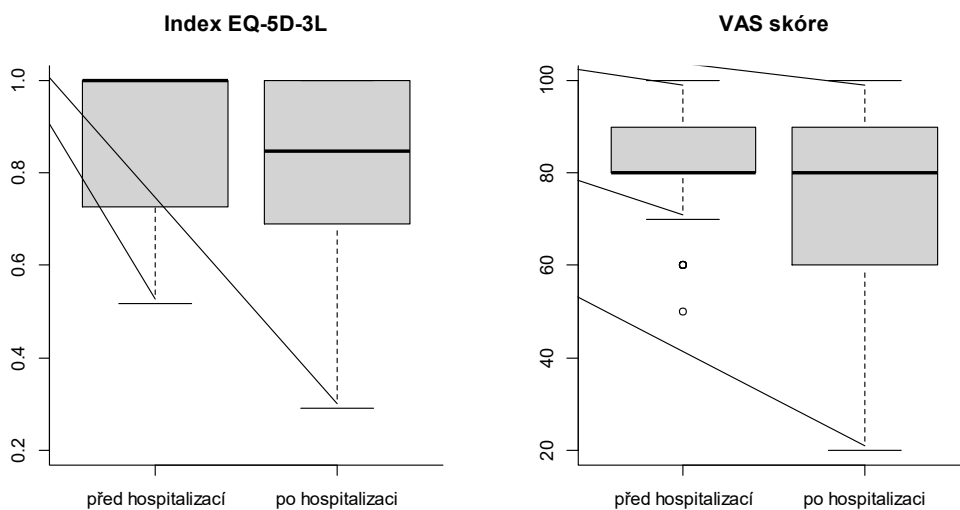 Index EQ-5D-3L
1.0
0.8
0.6
0.4
0.2
před hospitalizací
po hospitalizaci
VAS skóre
100
80
60
40
20
před hospitalizací
po hospitalizaci